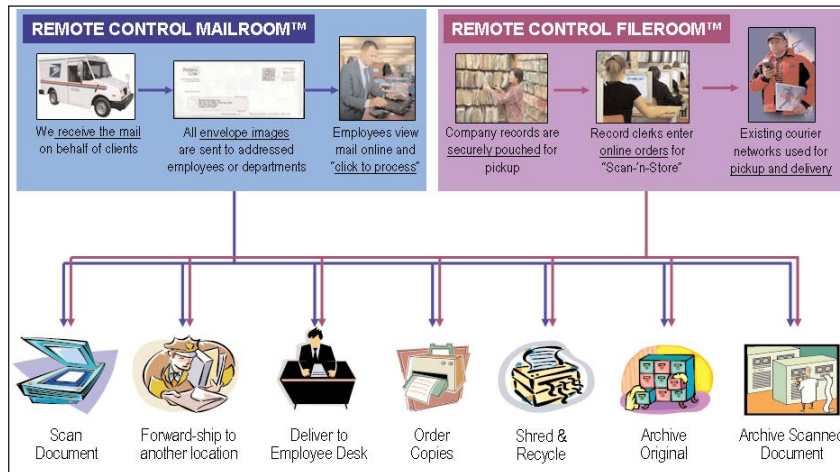 REMOTE CONTROL MAILROOM™
We receive the mail
on behalf of clients
All envelope images
are sent to addressed
employees or departments
Employees view
mail online and
“click to process”
REMOTE CONTROL FILEROOM™
Company records are
securely pouched for
pickup
Record clerks enter
online orders for
“Scan-’n-Store”
Existing courier
networks used for
pickup and delivery
Scan
Document
Forward-ship to
another location
Deliver to
Employee Desk
Order
Copies
Shred &
Recycle
Archive
Original
Archive Scanned
Document